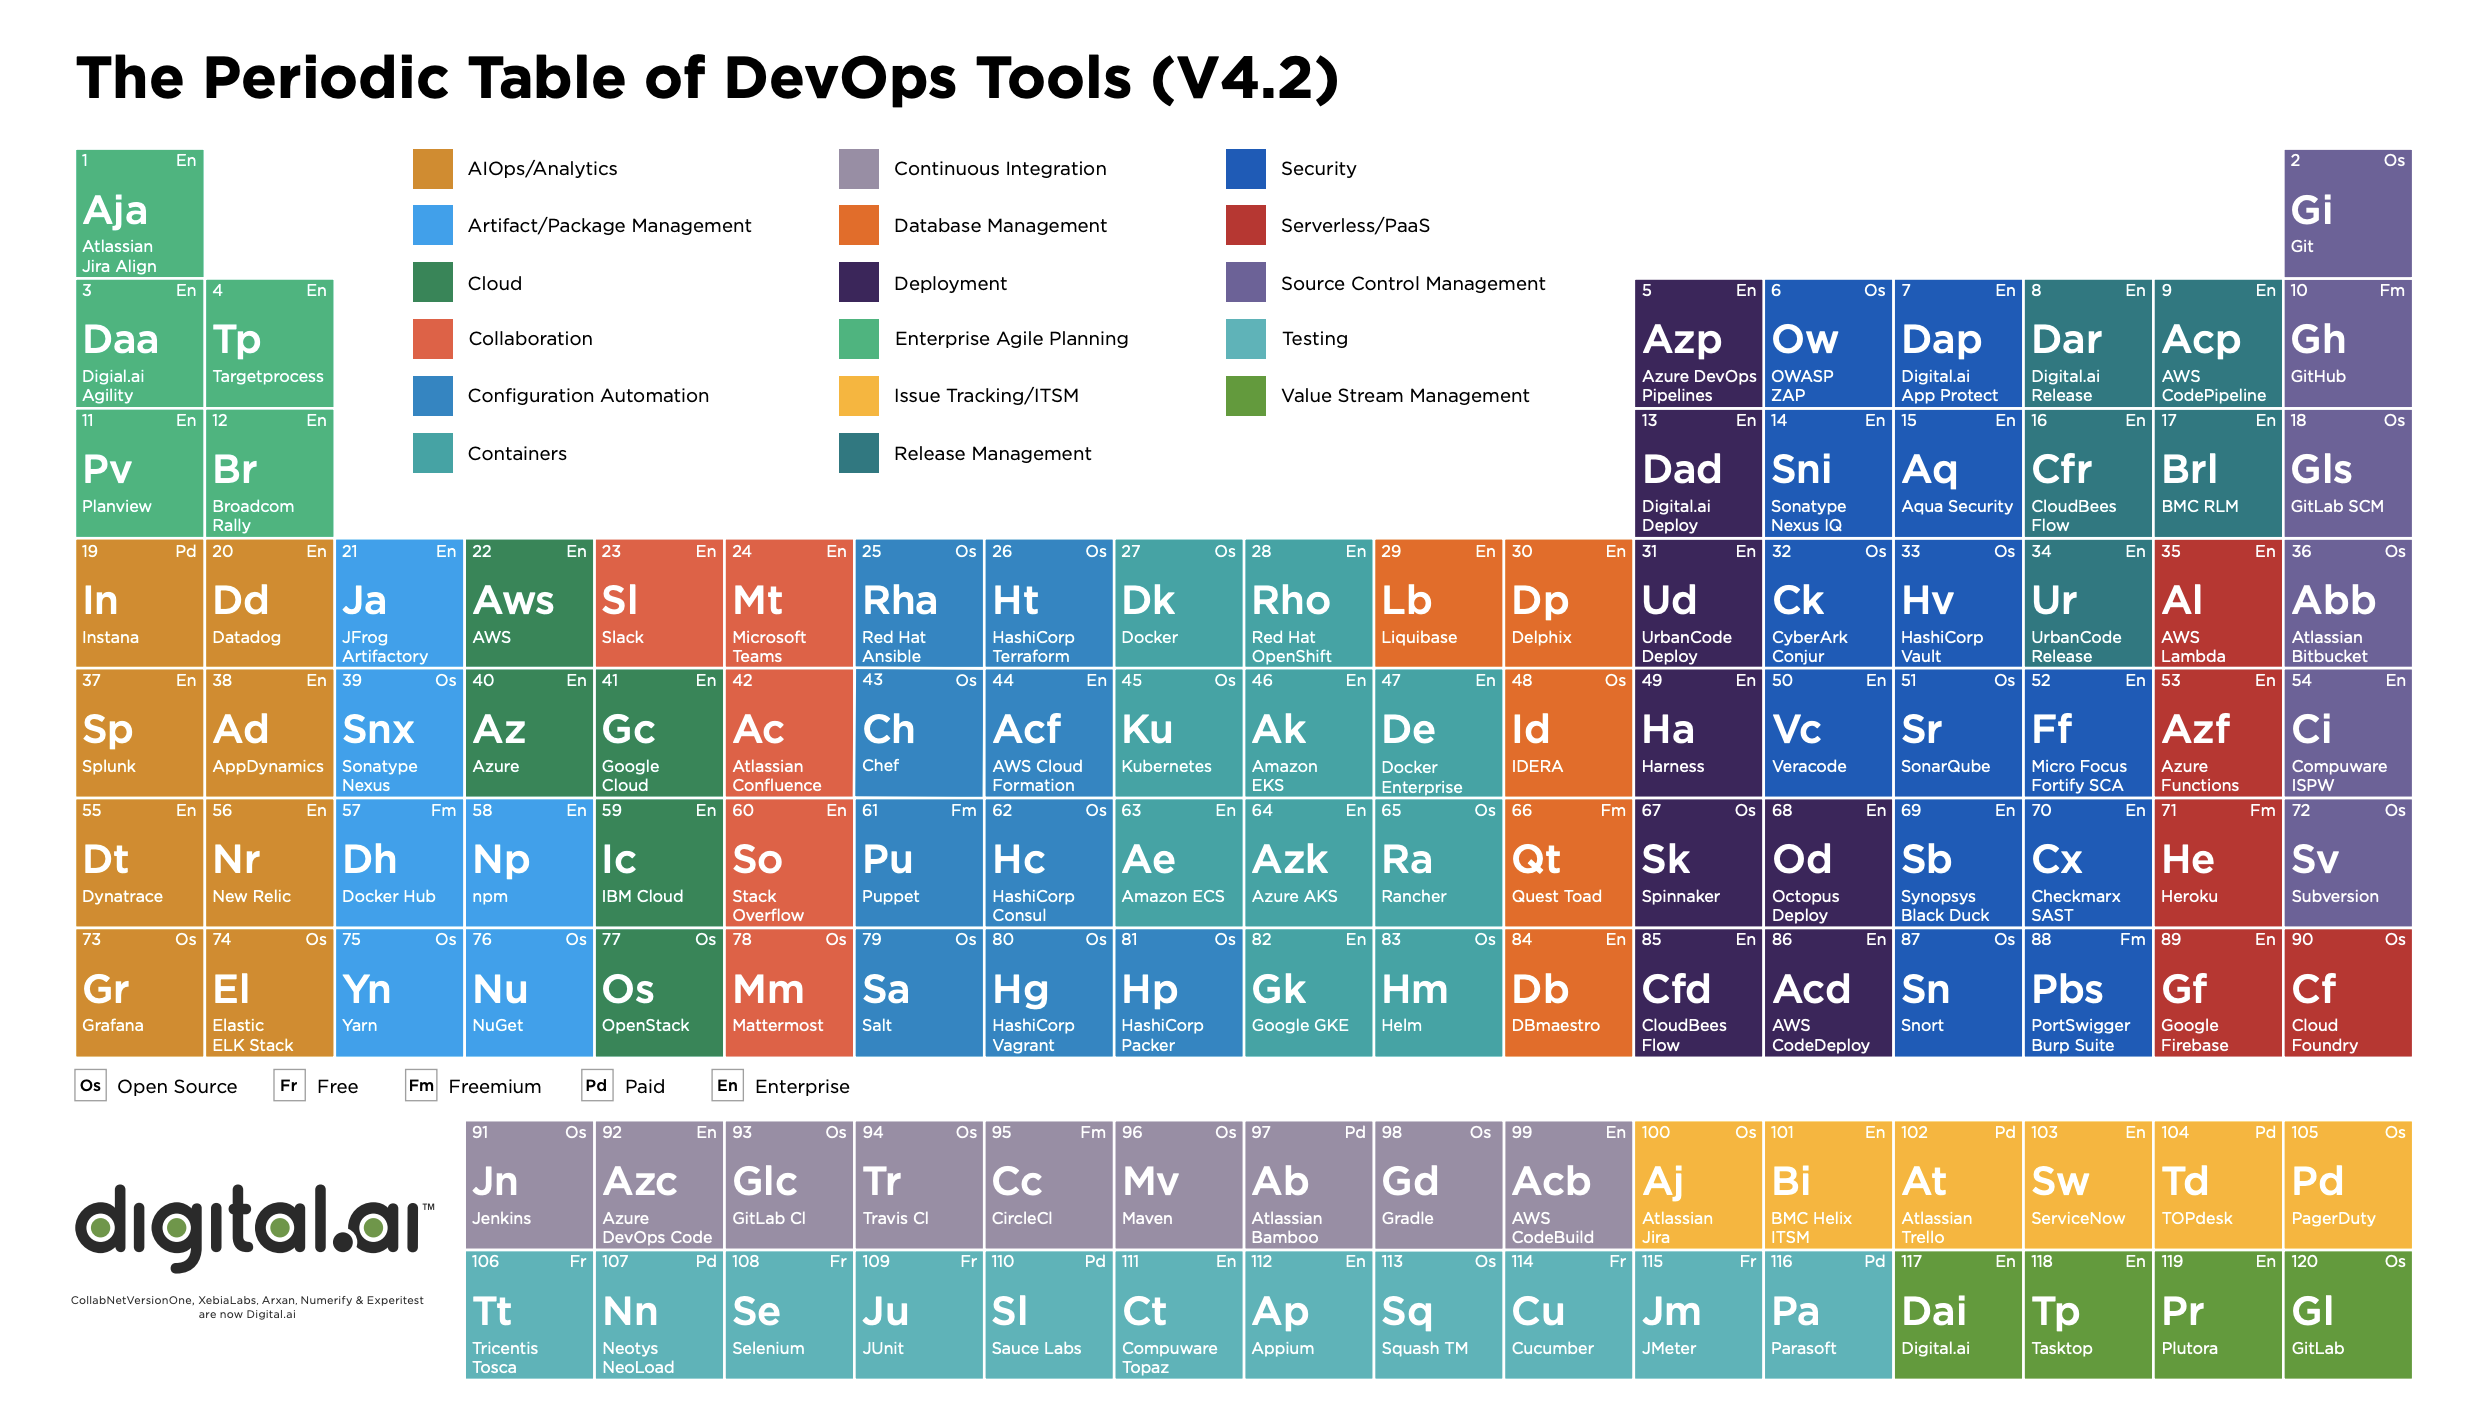 The Periodic Table of DevOps Tools (V4.2)
AIOps/Analytics
Artifact/Package Management
Cloud
Collaboration
Configuration Automation
Containers
Continuous Integration
Database Management
Deployment
Enterprise Agile Planning
Issue Tracking/ITSM
Release Management
Security
Serverless/PaaS
Source Control Management
Testing
Value Stream Management
1 En
Aja
Atlassian
Jira Align
2 Os
Gi
Git
3 En
Daa
Digial.ai
Agility
4 En
Tp
Targetprocess
5 En
Azp
Azure DevOps
Pipelines
6 Os
Ow
OWASP
ZAP
7 En
Dap
Digital.ai
App Protect
8 En
Dar
Digital.ai
Release
9 En
Acp
AWS
CodePipeline
10 Fm
Gh
GitHub
11 En
Pv
Planview
12 En
Br
Broadcom
Rally
13 En
Dad
Digital.ai
Deploy
14 En
Sni
Sonatype
Nexus IQ
15 En
Aq
Aqua Security
16 En
Cfr
CloudBees
Flow
17 En
Brl
BMC RLM
18 Os
Gls
GitLab SCM
19 Pd
In
Instana
20 En
Dd
Datadog
21 En
Ja
JFrog
Artifactory
22 En
Aws
AWS
23 En
Sl
Slack
24 En
Mt
Microsoft
Teams
25 Os
Rha
Red Hat
Ansible
26 Os
Ht
HashiCorp
Terraform
27 Os
Dk
Docker
28 En
Rho
Red Hat
OpenShift
29 En
Lb
Liquibase
30 En
Dp
Delphix
31 En
Ud
UrbanCode
Deploy
32 Os
Ck
CyberArk
Conjur
33 Os
Hv
HashiCorp
Vault
34 En
Ur
UrbanCode
Release
35 En
Al
AWS
Lambda
36 Os
Abb
Atlassian
Bitbucket
37 En
Sp
Splunk
38 En
Ad
AppDynamics
39 Os
Snx
Sonatype
Nexus
40 En
Az
Azure
41 En
Gc
Google
Cloud
42
Ac
Atlassian
Confluence
43 Os
Ch
Chef
44 En
Acf
AWS Cloud
Formation
45 Os
Ku
Kubernetes
46 En
Ak
Amazon
EKS
47 En
De
Docker
Enterprise
48 Os
Id
IDERA
49 En
Ha
Harness
50 En
Vc
Veracode
51 Os
Sr
SonarQube
52 En
Ff
Micro Focus
Fortify SCA
53 En
Azf
Azure
Functions
54 En
Ci
Compuware
ISPW
55 En
Dt
Dynatrace
56 En
Nr
New Relic
57 Fm
Dh
Docker Hub
58 En
Np
npm
59 En
Ic
IBM Cloud
60 En
So
Stack
Overflow
61 Fm
Pu
Puppet
62 Os
Hc
HashiCorp
Consul
63 En
Ae
Amazon ECS
64 En
Azk
Azure AKS
65 Os
Ra
Rancher
66 Fm
Qt
Quest Toad
67 Os
Sk
Spinnaker
68 En
Od
Octopus
Deploy
69 En
Sb
Synopsys
Black Duck
70 En
Cx
Checkmarx
SAST
71 Fm
He
Heroku
72 Os
Sv
Subversion
73 Os
Gr
Grafana
74 Os
El
Elastic
ELK Stack
75 Os
Yn
Yarn
76 Os
Nu
NuGet
77 Os
Os
OpenStack
78 Os
Mm
Mattermost
79 Os
Sa
Salt
80 Os
Hg
HashiCorp
Vagrant
81 Os
Hp
HashiCorp
Packer
82 En
Gk
Google GKE
83 Os
Hm
Helm
84 En
Db
DBmaestro
85 En
Cfd
CloudBees
Flow
86 En
Acd
AWS
CodeDeploy
87 Os
Sn
Snort
88 Fm
Pbs
PortSwigger
Burp Suite
89 En
Gf
Google
Firebase
90 Os
Cf
Cloud
Foundry
Os Open Source Fr Free Fm Freemium Pd Paid En Enterprise
91 Os
Jn
Jenkins
92 En
Azc
Azure
DevOps Code
93 Os
Glc
GitLab CI
94 Os
Tr
Travis CI
95 Fm
Cc
CircleCI
96 Os
Mv
Maven
97 Pd
Ab
Atlassian
Bamboo
98 Os
Gd
Gradle
99 En
Acb
AWS
CodeBuild
100 Os
Aj
Atlassian
Jira
101 En
Bi
BMC Helix
ITSM
102 Pd
At
Atlassian
Trello
103 En
Sw
ServiceNow
104 Pd
Td
TOPdesk
105 Os
Pd
PagerDuty
106 Fr
Tt
Tricentis
Tosca
107 Pd
Nn
Neotys
NeoLoad
108 Fr
Se
Selenium
109 Fr
Ju
JUnit
110 Pd
Sl
Sauce Labs
111 En
Ct
Compuware
Topaz
112 En
Ap
Appium
113 Os
Sq
Squash TM
114 Fr
Cu
Cucumber
115 Fr
Jm
JMeter
116 Pd
Pa
Parasoft
117 En
Dai
Digital.ai
118 En
Tp
Tasktop
119 En
Pr
Plutora
120 Os
Gl
GitLab
digital.ai™
CollabNetVersionOne, XebiaLabs, Arxan, Numerify & Experitest
are now Digital.ai